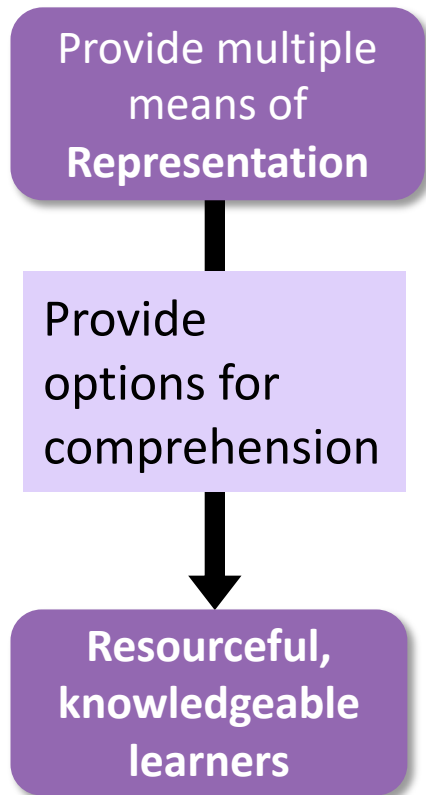 Provide multiple
means of
Representation
Provide
options for
comprehension
Resourceful,
knowledgeable
learners